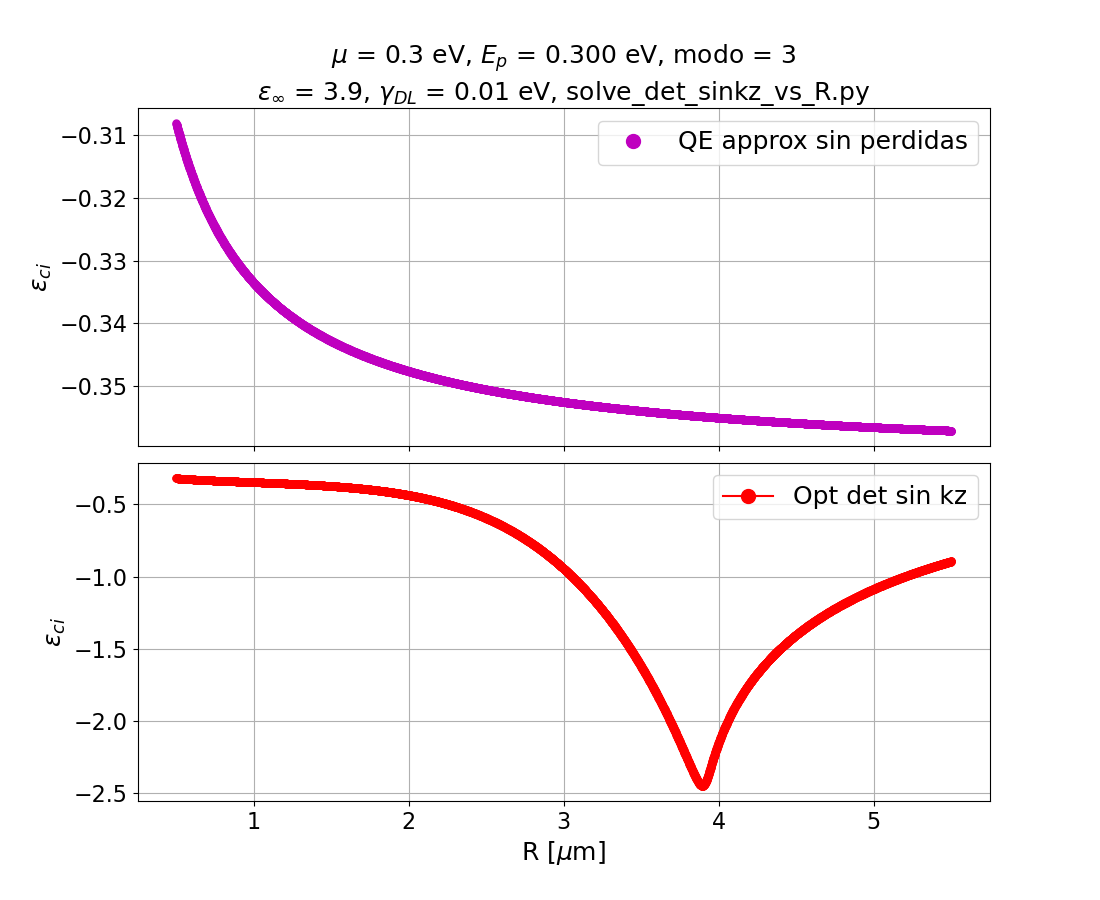 μ = 0.3 eV, E_p = 0.300 eV, modo = 3
ε_∞ = 3.9, γ_DL = 0.01 eV, solve_det_sinkz_vs_R.py
QE approx sin perdidas
−0.31
−0.32
−0.33
−0.34
−0.35
ε_ci
Opt det sin kz
−0.5
−1.0
−1.5
−2.0
−2.5
ε_ci
1 2 3 4 5
R [μm]